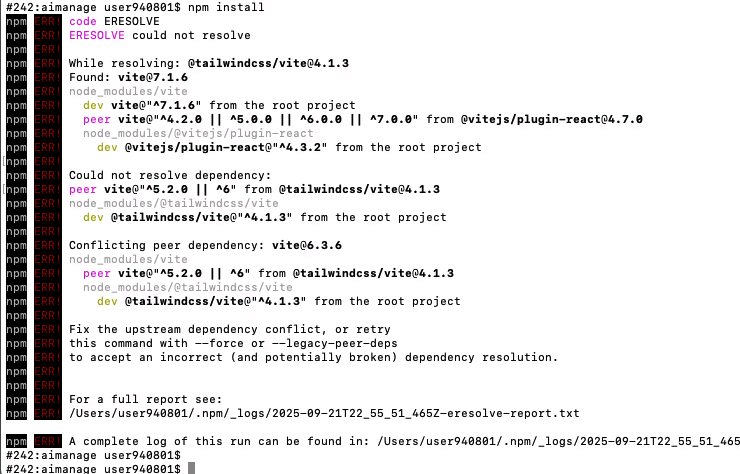 #242:aimanage user940801$ npm install
npm ERR! code ERESOLVE
npm ERR! ERESOLVE could not resolve
npm ERR!
npm ERR! While resolving: @tailwindcss/vite@4.1.3
npm ERR! Found: vite@7.1.6
npm ERR! node_modules/vite
npm ERR!   dev vite@"^7.1.6" from the root project
npm ERR!   peer vite@"^4.2.0 || ^5.0.0 || ^6.0.0 || ^7.0.0" from @vitejs/plugin-react@4.7.0
npm ERR!   node_modules/@vitejs/plugin-react
npm ERR!     dev @vitejs/plugin-react@"^4.3.2" from the root project
npm ERR!
npm ERR! Could not resolve dependency:
npm ERR! peer vite@"^5.2.0 || ^6" from @tailwindcss/vite@4.1.3
npm ERR! node_modules/@tailwindcss/vite
npm ERR!   dev @tailwindcss/vite@"^4.1.3" from the root project
npm ERR!
npm ERR! Conflicting peer dependency: vite@6.3.6
npm ERR! node_modules/vite
npm ERR!   peer vite@"^5.2.0 || ^6" from @tailwindcss/vite@4.1.3
npm ERR!   node_modules/@tailwindcss/vite
npm ERR!     dev @tailwindcss/vite@"^4.1.3" from the root project
npm ERR!
npm ERR! Fix the upstream dependency conflict, or retry
npm ERR! this command with --force or --legacy-peer-deps
npm ERR! to accept an incorrect (and potentially broken) dependency resolution.
npm ERR!
npm ERR!
npm ERR! For a full report see:
npm ERR! /Users/user940801/.npm/_logs/2025-09-21T22_55_51_465Z-eresolve-report.txt
npm ERR! A complete log of this run can be found in: /Users/user940801/.npm/_logs/2025-09-21T22_55_51_465
#242:aimanage user940801$
#242:aimanage user940801$